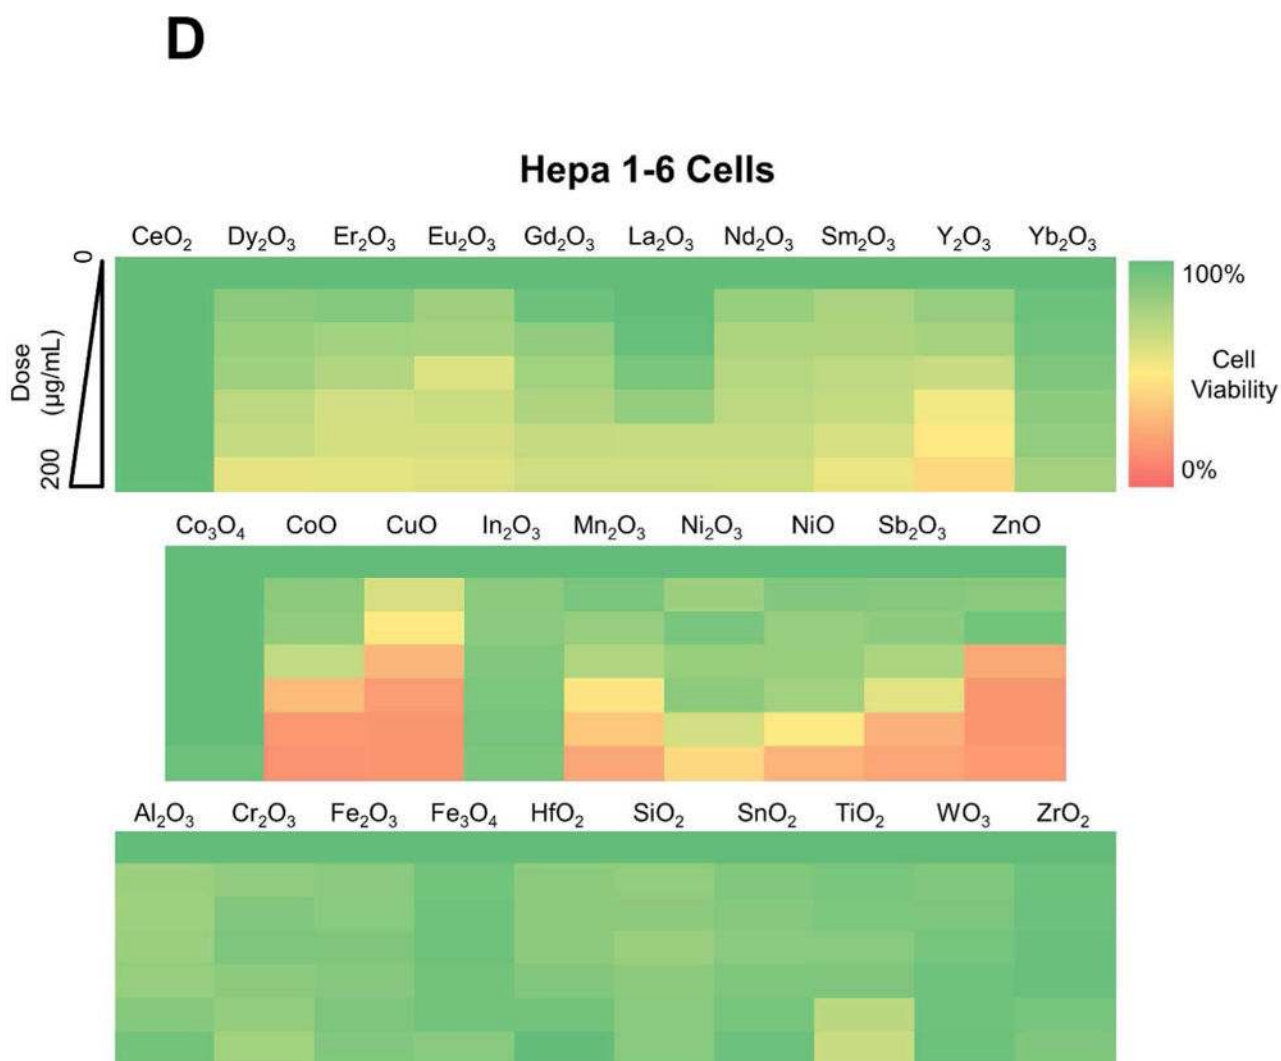 D
Hepa 1-6 Cells
CeO₂ Dy₂O₃ Er₂O₃ Eu₂O₃ Gd₂O₃ La₂O₃ Nd₂O₃ Sm₂O₃ Y₂O₃ Yb₂O₃
0
Dose
(µg/mL)
200
100%
Cell
Viability
0%
Co₃O₄ CoO CuO In₂O₃ Mn₂O₃ Ni₂O₃ NiO Sb₂O₃ ZnO
Al₂O₃ Cr₂O₃ Fe₂O₃ Fe₃O₄ HfO₂ SiO₂ SnO₂ TiO₂ WO₃ ZrO₂